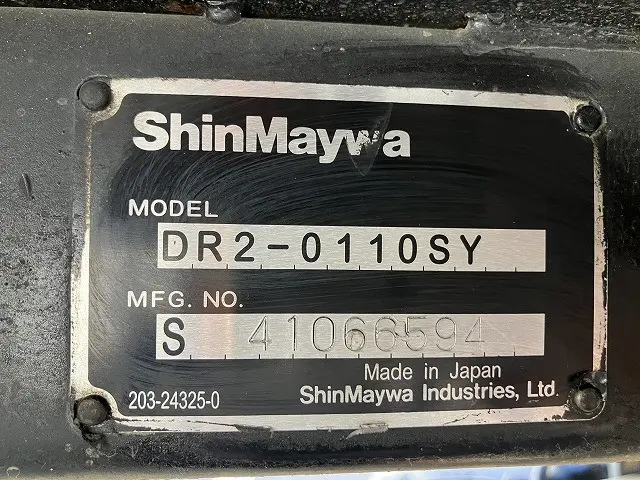 ShinMaywa
MODEL
DR2-0110SY
MFG. NO.
S 41066594
Made in Japan
203-24325-0 ShinMaywa Industries, Ltd.